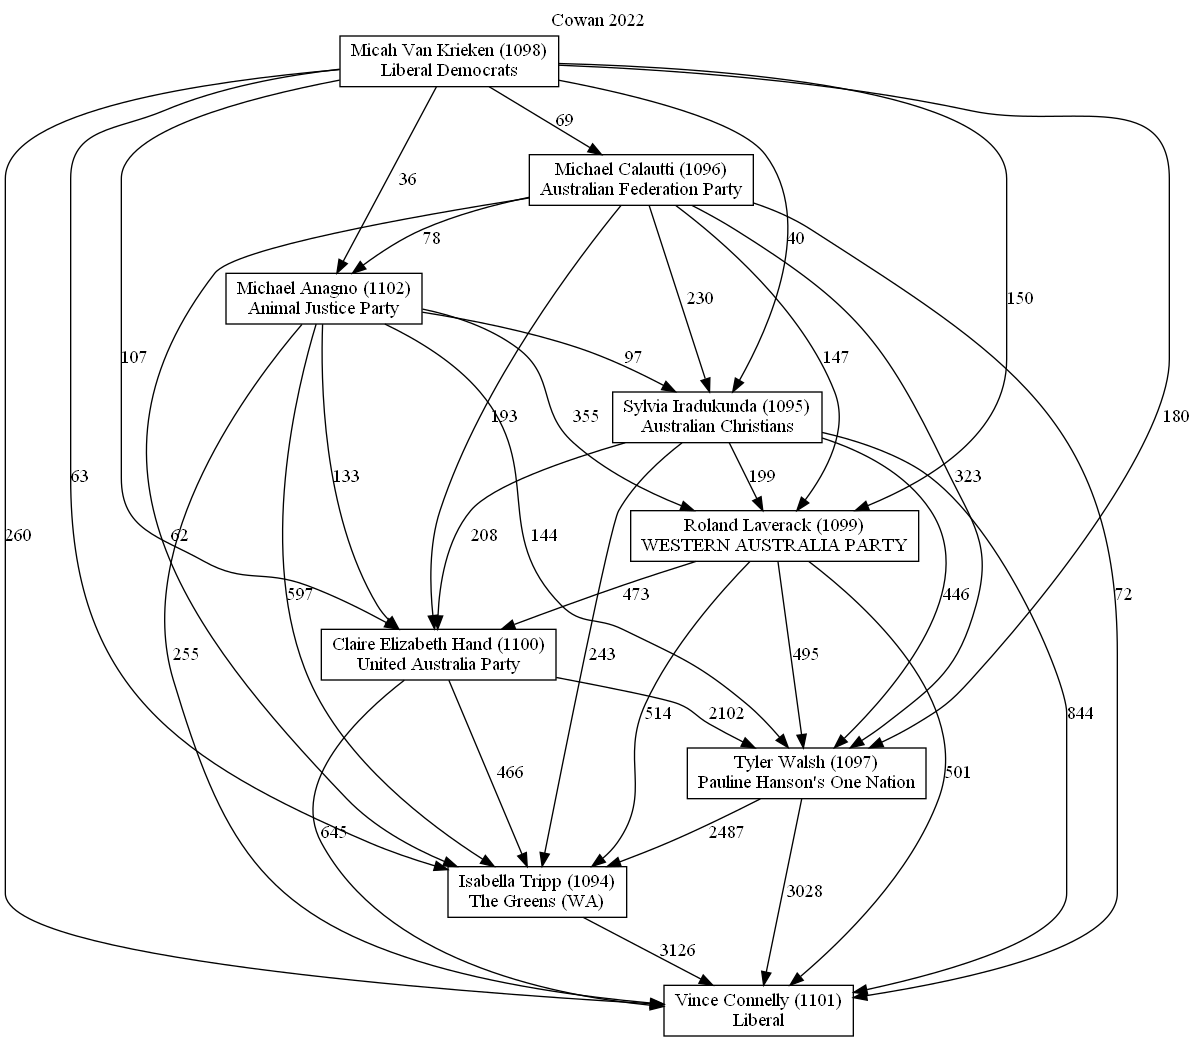 Cowan 2022
Micah Van Krieken (1098)
Liberal Democrats
69
Michael Calautti (1096)
Australian Federation Party
36
78
40
Michael Anagno (1102)
Animal Justice Party
230
150
107
97
147
Sylvia Iradukunda (1095)
Australian Christians
193
355
180
63
133
199
323
Roland Laverack (1099)
WESTERN AUSTRALIA PARTY
260
62
208
144
597
473
446
72
Claire Elizabeth Hand (1100)
United Australia Party
255
243
495
514
2102
844
Tyler Walsh (1097)
Pauline Hanson's One Nation
466
501
645
2487
Isabella Tripp (1094)
The Greens (WA)
3028
3126
Vince Connelly (1101)
Liberal